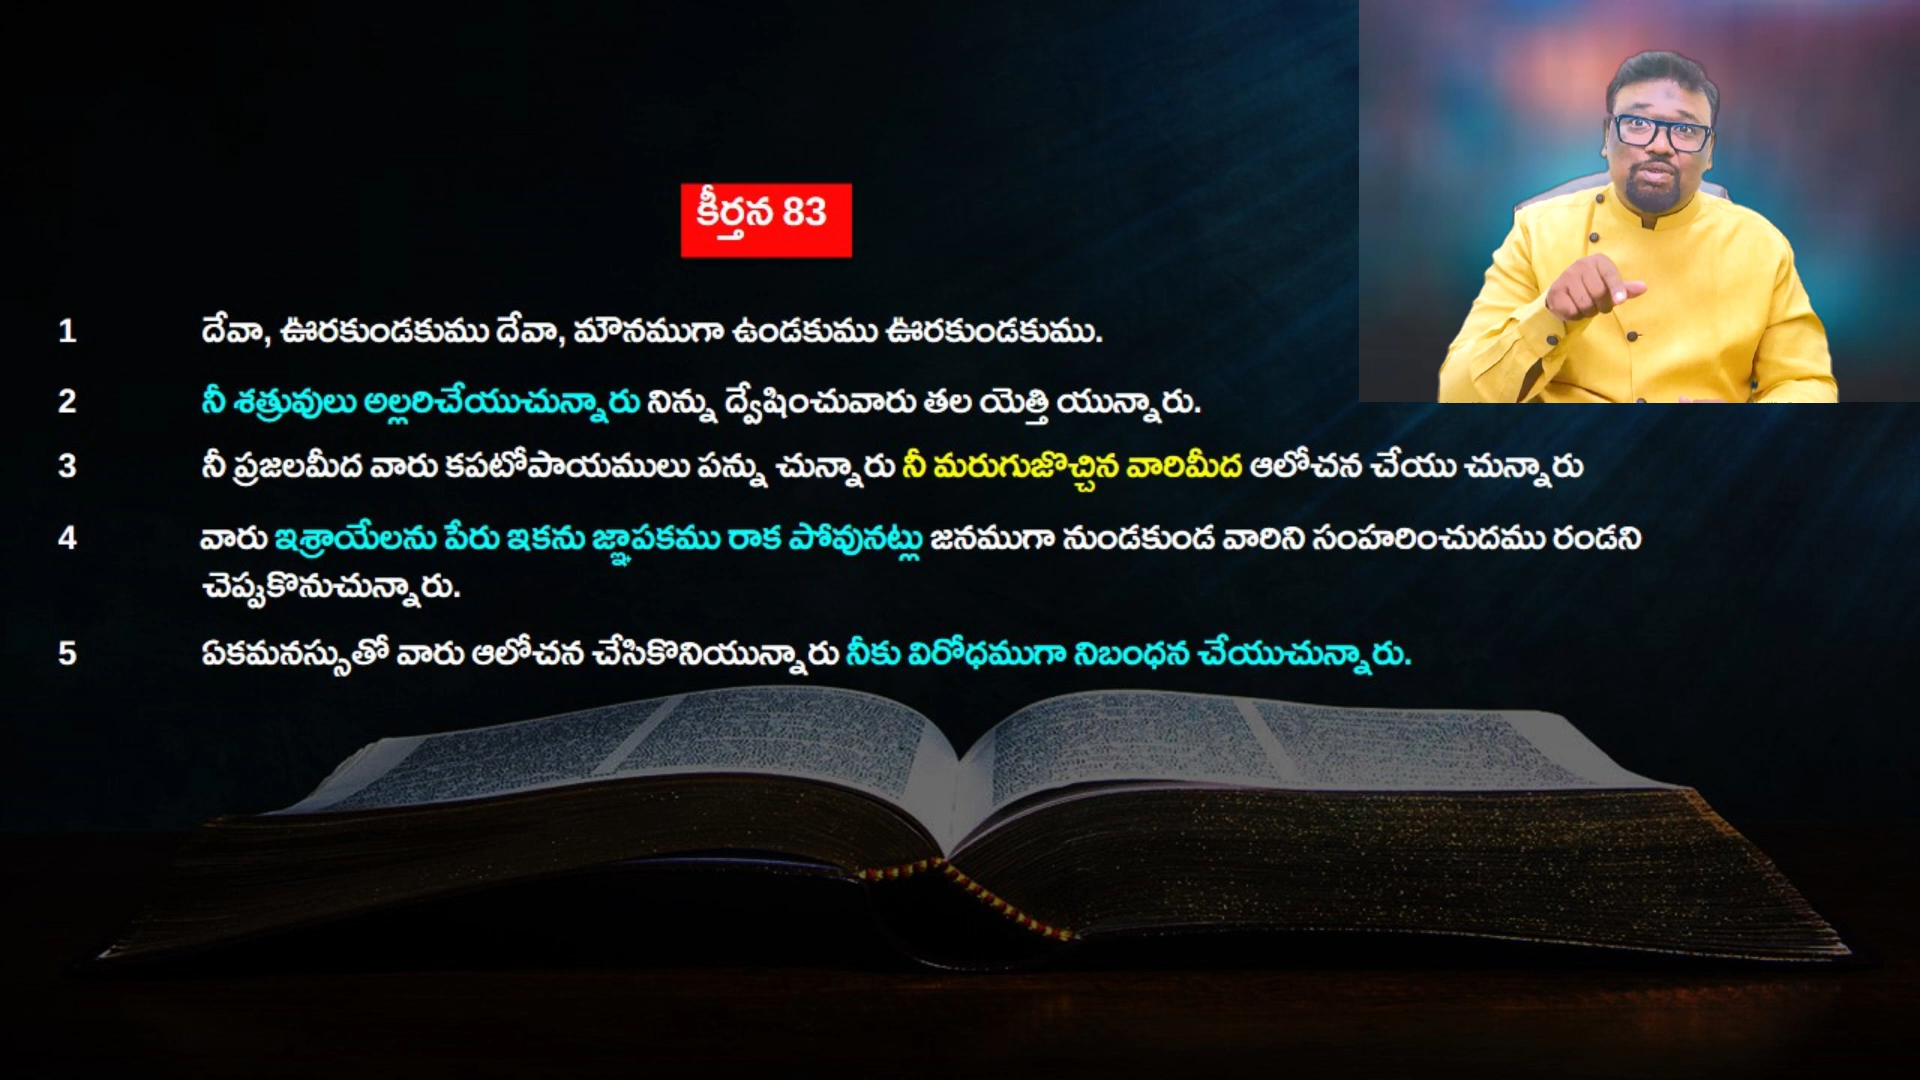 కీర్తన 83
1 దేవా, ఊరకుండకుము దేవా, మౌనముగా ఉండకుము ఊరకుండకుము.
2 నీ శత్రువులు అల్లరిచేయుచున్నారు నిన్ను ద్వేషించువారు తల యెత్తి యున్నారు.
3 నీ ప్రజలమీద వారు కపటోపాయములు పన్ను చున్నారు నీ మరుగుజొచ్చిన వారిమీద ఆలోచన చేయు చున్నారు
4 వారు ఇశ్రాయేలను పేరు ఇకను జ్ఞాపకము రాక పోవునట్లు జనముగా నుండకుండ వారిని సంహరించుదము రండని
చెప్పుకొనుచున్నారు.
5 ఏకమనస్సుతో వారు ఆలోచన చేసికొనియున్నారు నీకు విరోధముగా నిబంధన చేయుచున్నారు.